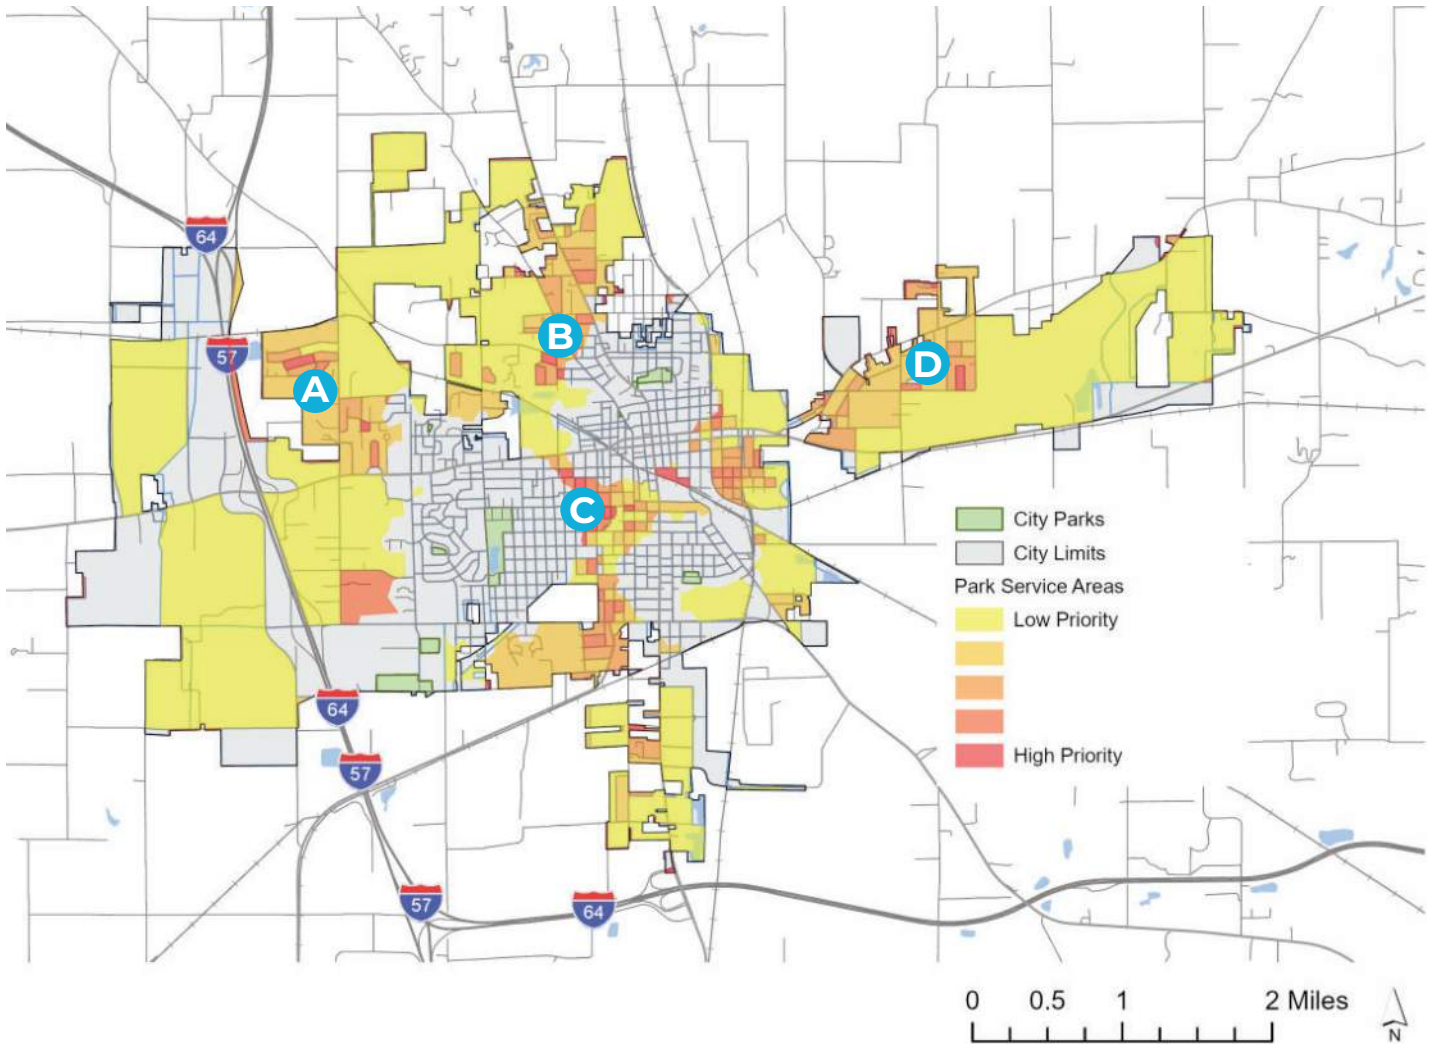 64
57
A
B
D
C
City Parks
City Limits
Park Service Areas
Low Priority
High Priority
64
57
57
64
0 0.5 1 2 Miles
N